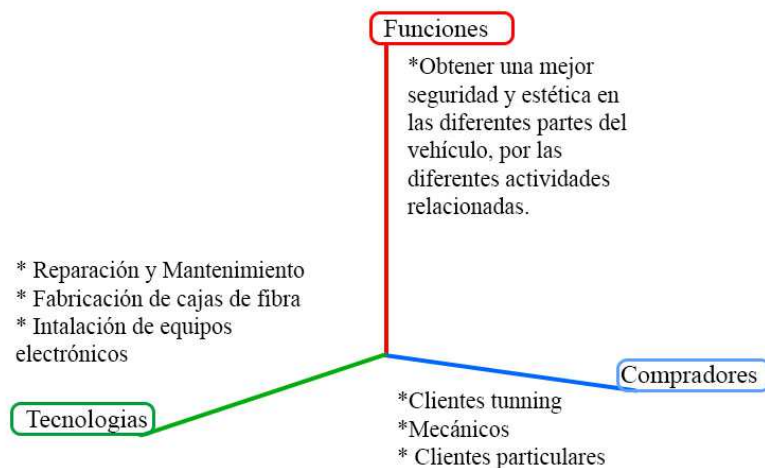 Funciones
*Obtener una mejor
seguridad y estética en
las diferentes partes del
vehículo, por las
diferentes actividades
relacionadas.
* Reparación y Mantenimiento
* Fabricación de cajas de fibra
* Intalación de equipos
electrónicos
Tecnologias
Compradores
*Clientes tunning
*Mecánicos
* Clientes particulares